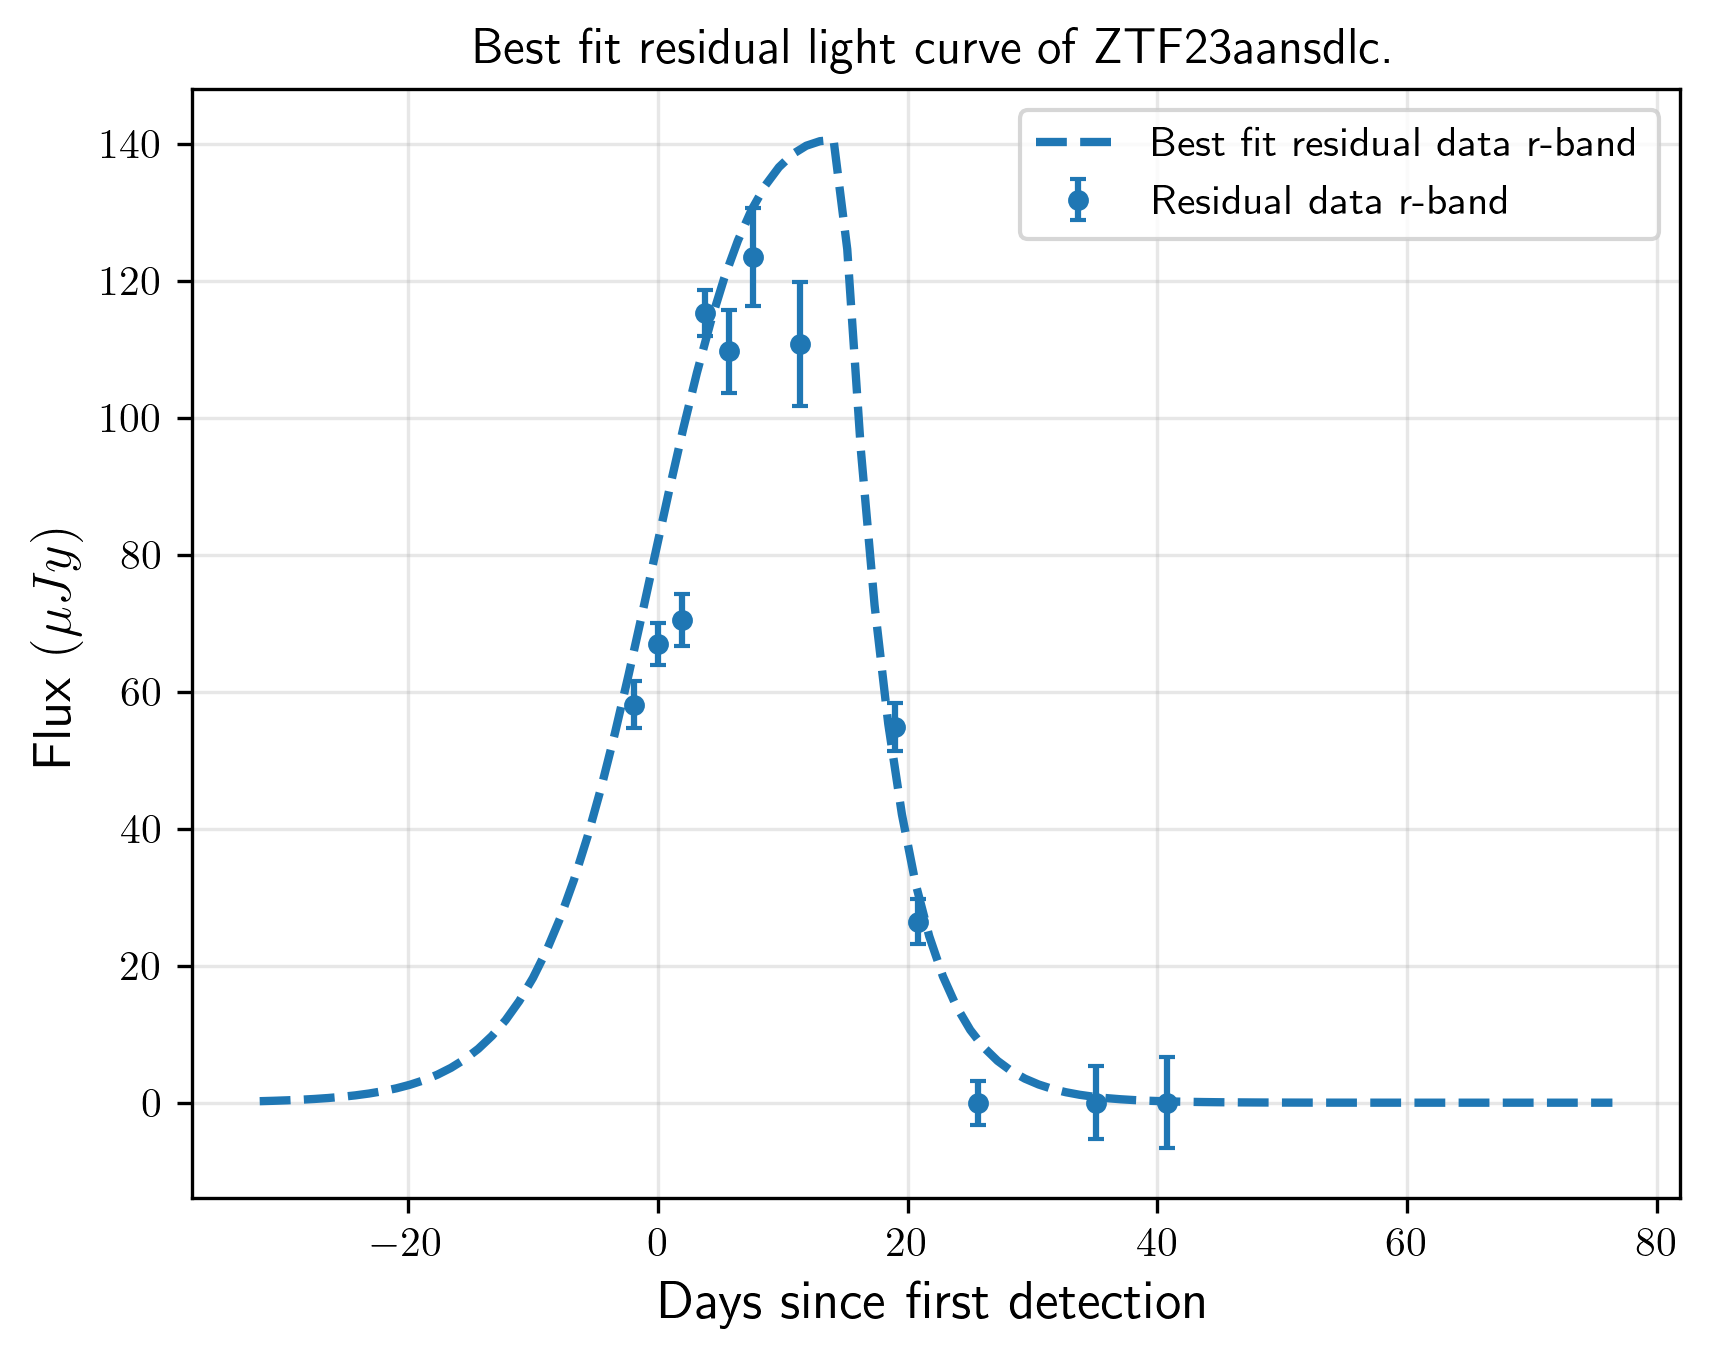 Best fit residual light curve of ZTF23aansdlc.
Best fit residual data r-band
Residual data r-band
140
120
100
80
60
40
20
0
Flux (μJy)
−20
0
20
40
60
80
Days since first detection